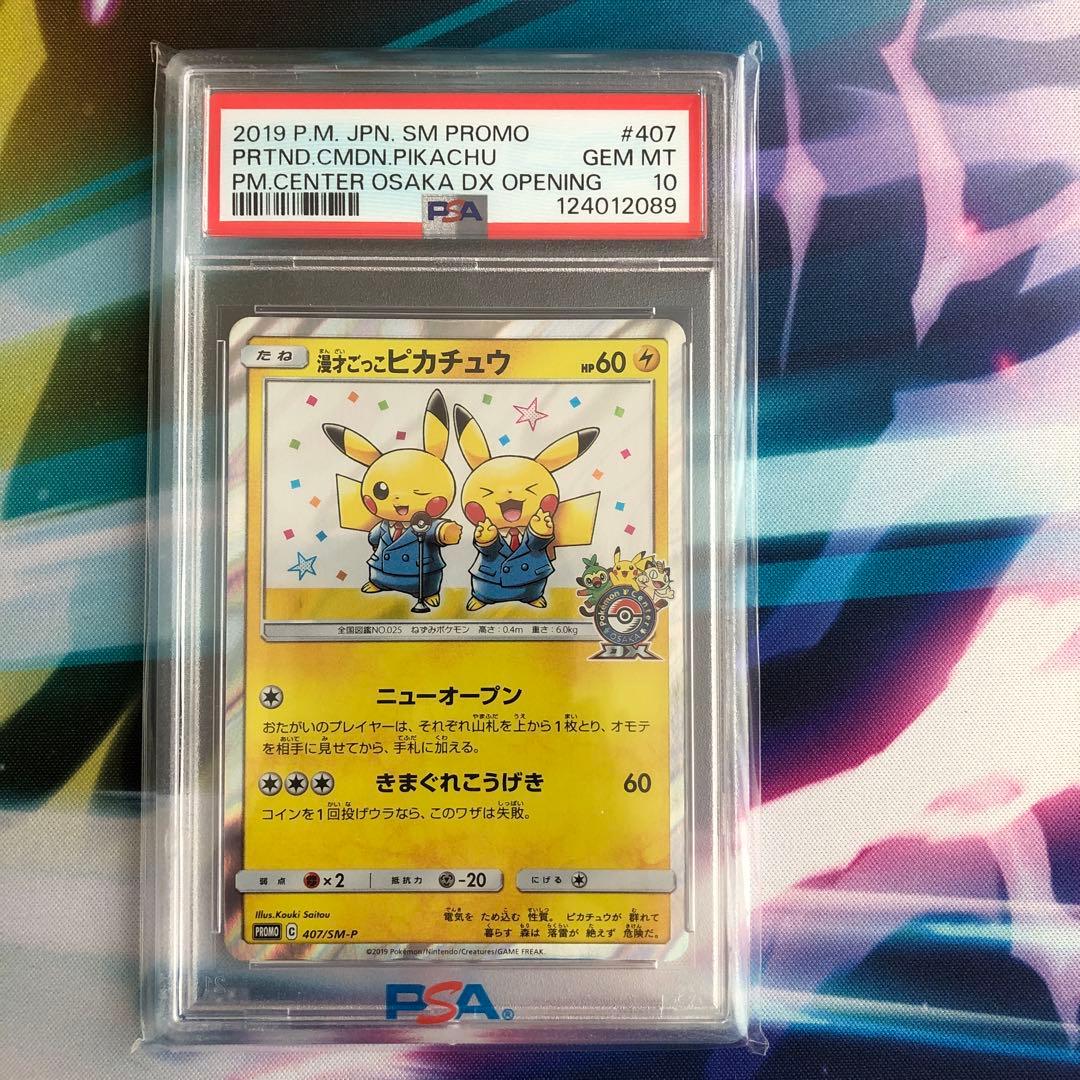 2019 P.M. JPN. SM PROMO #407
PRTND.CMDN.PIKACHU GEM MT
PM.CENTER OSAKA DX OPENING 10
PSA 124012089
たね 漫才ごっこピカチュウ HP60
まんざい
全国図鑑NO.025 ねずみポケモン 高さ:0.4m 重さ:6.0kg
Pokémon Center
OSAKA
DX
ニューオープン
おたがいのプレイヤーは、それぞれ山札を上から1枚とり、オモテ
を相手に見せてから、手札に加える。
きまぐれこうげき 60
コインを1回投げウラなら、このワザは失敗。
弱点 ×2 抵抗力 -20 にげる
Illus.Kouki Saitou
電気を ため込む 性質。 ピカチュウが 群れて
暮らす 森は 落雷が 絶えず 危険だ。
PROMO C 407/SM-P
©2019 Pokémon/Nintendo/Creatures/GAME FREAK.
PSA®